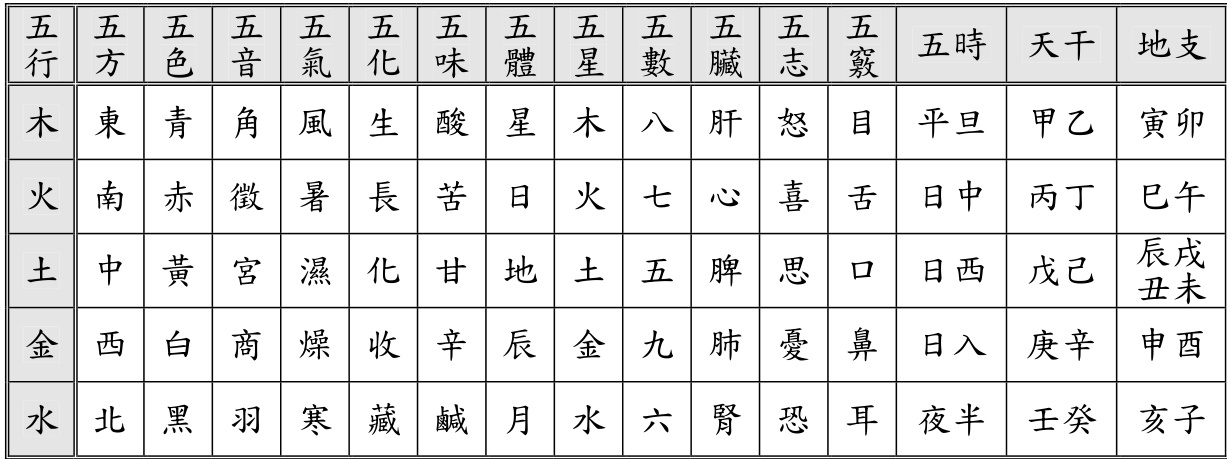 五行 五方 五色 五音 五氣 五化 五味 五體 五星 五數 五臟 五志 五竅 五時 天干 地支
木 東 青 角 風 生 酸 星 木 八 肝 怒 目 平旦 甲乙 寅卯
火 南 赤 徵 暑 長 苦 日 火 七 心 喜 舌 日中 丙丁 巳午
土 中 黃 宮 濕 化 甘 地 土 五 脾 思 口 日西 戊己 辰戌丑未
金 西 白 商 燥 收 辛 辰 金 九 肺 憂 鼻 日入 庚辛 申酉
水 北 黑 羽 寒 藏 鹹 月 水 六 腎 恐 耳 夜半 壬癸 亥子